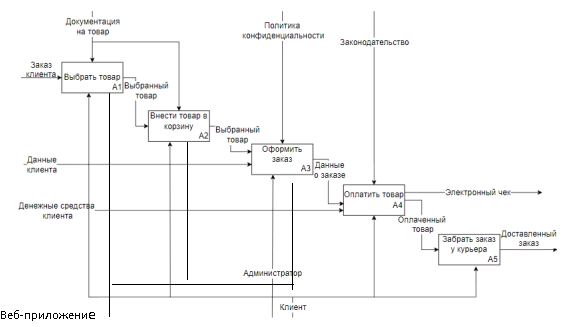 Документация
на товар
Политика
конфиденциальности
Законодательство
Заказ
клиента
Выбрать товар
A1
Выбранный
товар
Внести товар в
корзину
A2
Выбранный
товар
Данные
клиента
Оформить
заказ
A3
Данные
о заказе
Денежные средства
клиента
Оплатить товар
A4
Электронный чек
Оплаченный
товар
Забрать заказ
у курьера
A5
Доставленный
заказ
Администратор
Клиент
Веб-приложение